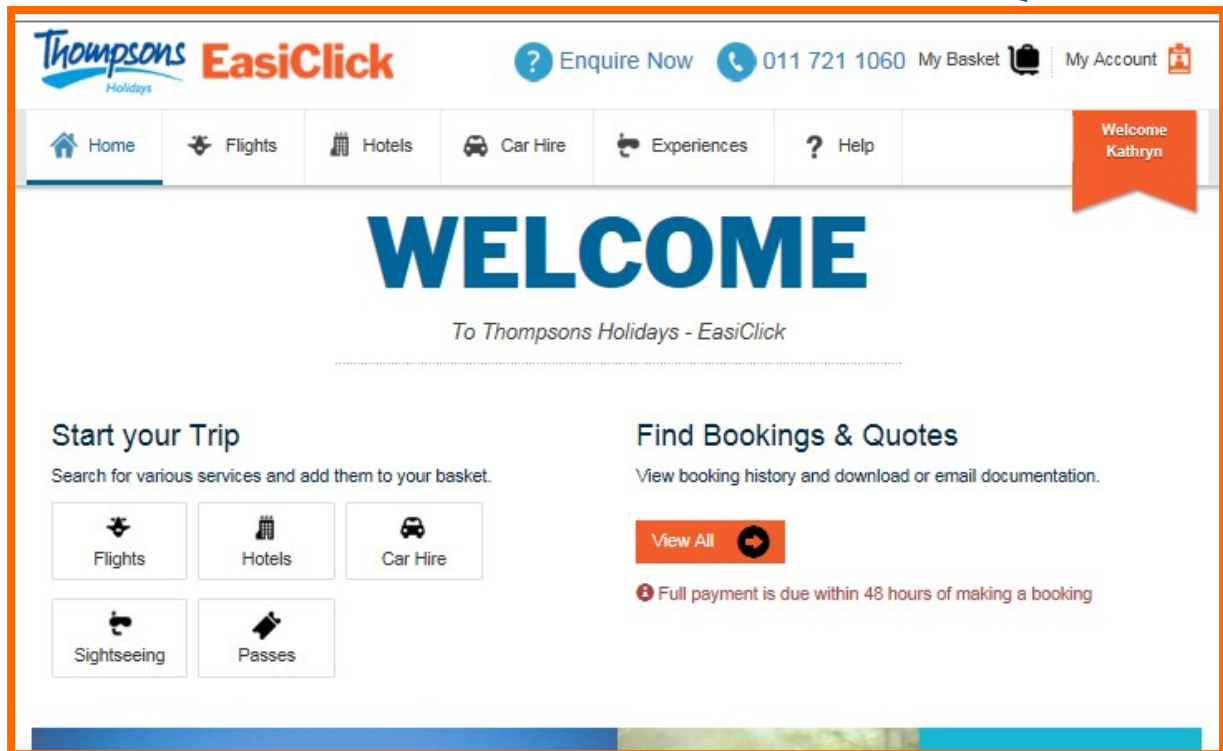 Thompsons Holidays EasiClick ? Enquire Now 011 721 1060 My Basket My Account
Home Flights Hotels Car Hire Experiences ? Help
Welcome
Kathryn
WELCOME
To Thompsons Holidays - EasiClick
Start your Trip
Search for various services and add them to your basket.
Flights Hotels Car Hire
Sightseeing Passes
Find Bookings & Quotes
View booking history and download or email documentation.
View All
Full payment is due within 48 hours of making a booking